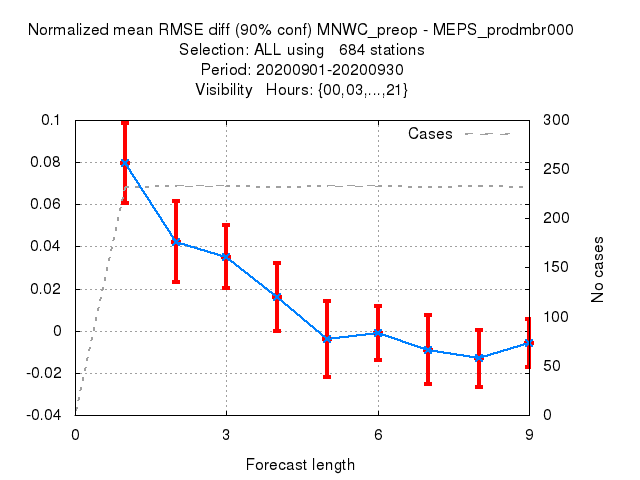 Normalized mean RMSE diff (90% conf) MNWC_preop - MEPS_prodmbr000
Selection: ALL using   684 stations
Period: 20200901-20200930
Visibility   Hours: {00,03,...,21}
Cases
0.1
0.08
0.06
0.04
0.02
0
-0.02
-0.04
300
250
200
150
100
50
0
No cases
0
3
6
9
Forecast length